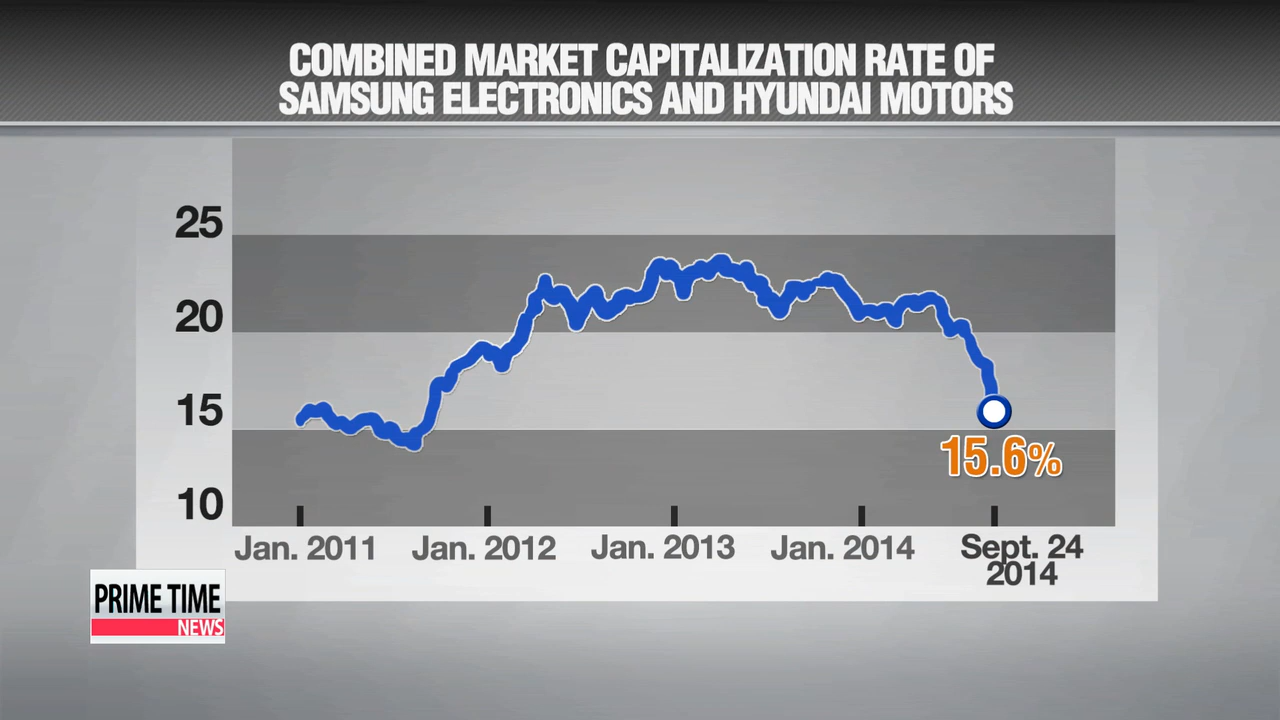 COMBINED MARKET CAPITALIZATION RATE OF
SAMSUNG ELECTRONICS AND HYUNDAI MOTORS
25
20
15
10
15.6%
Jan. 2011
Jan. 2012
Jan. 2013
Jan. 2014
Sept. 24
2014
PRIME TIME
NEWS